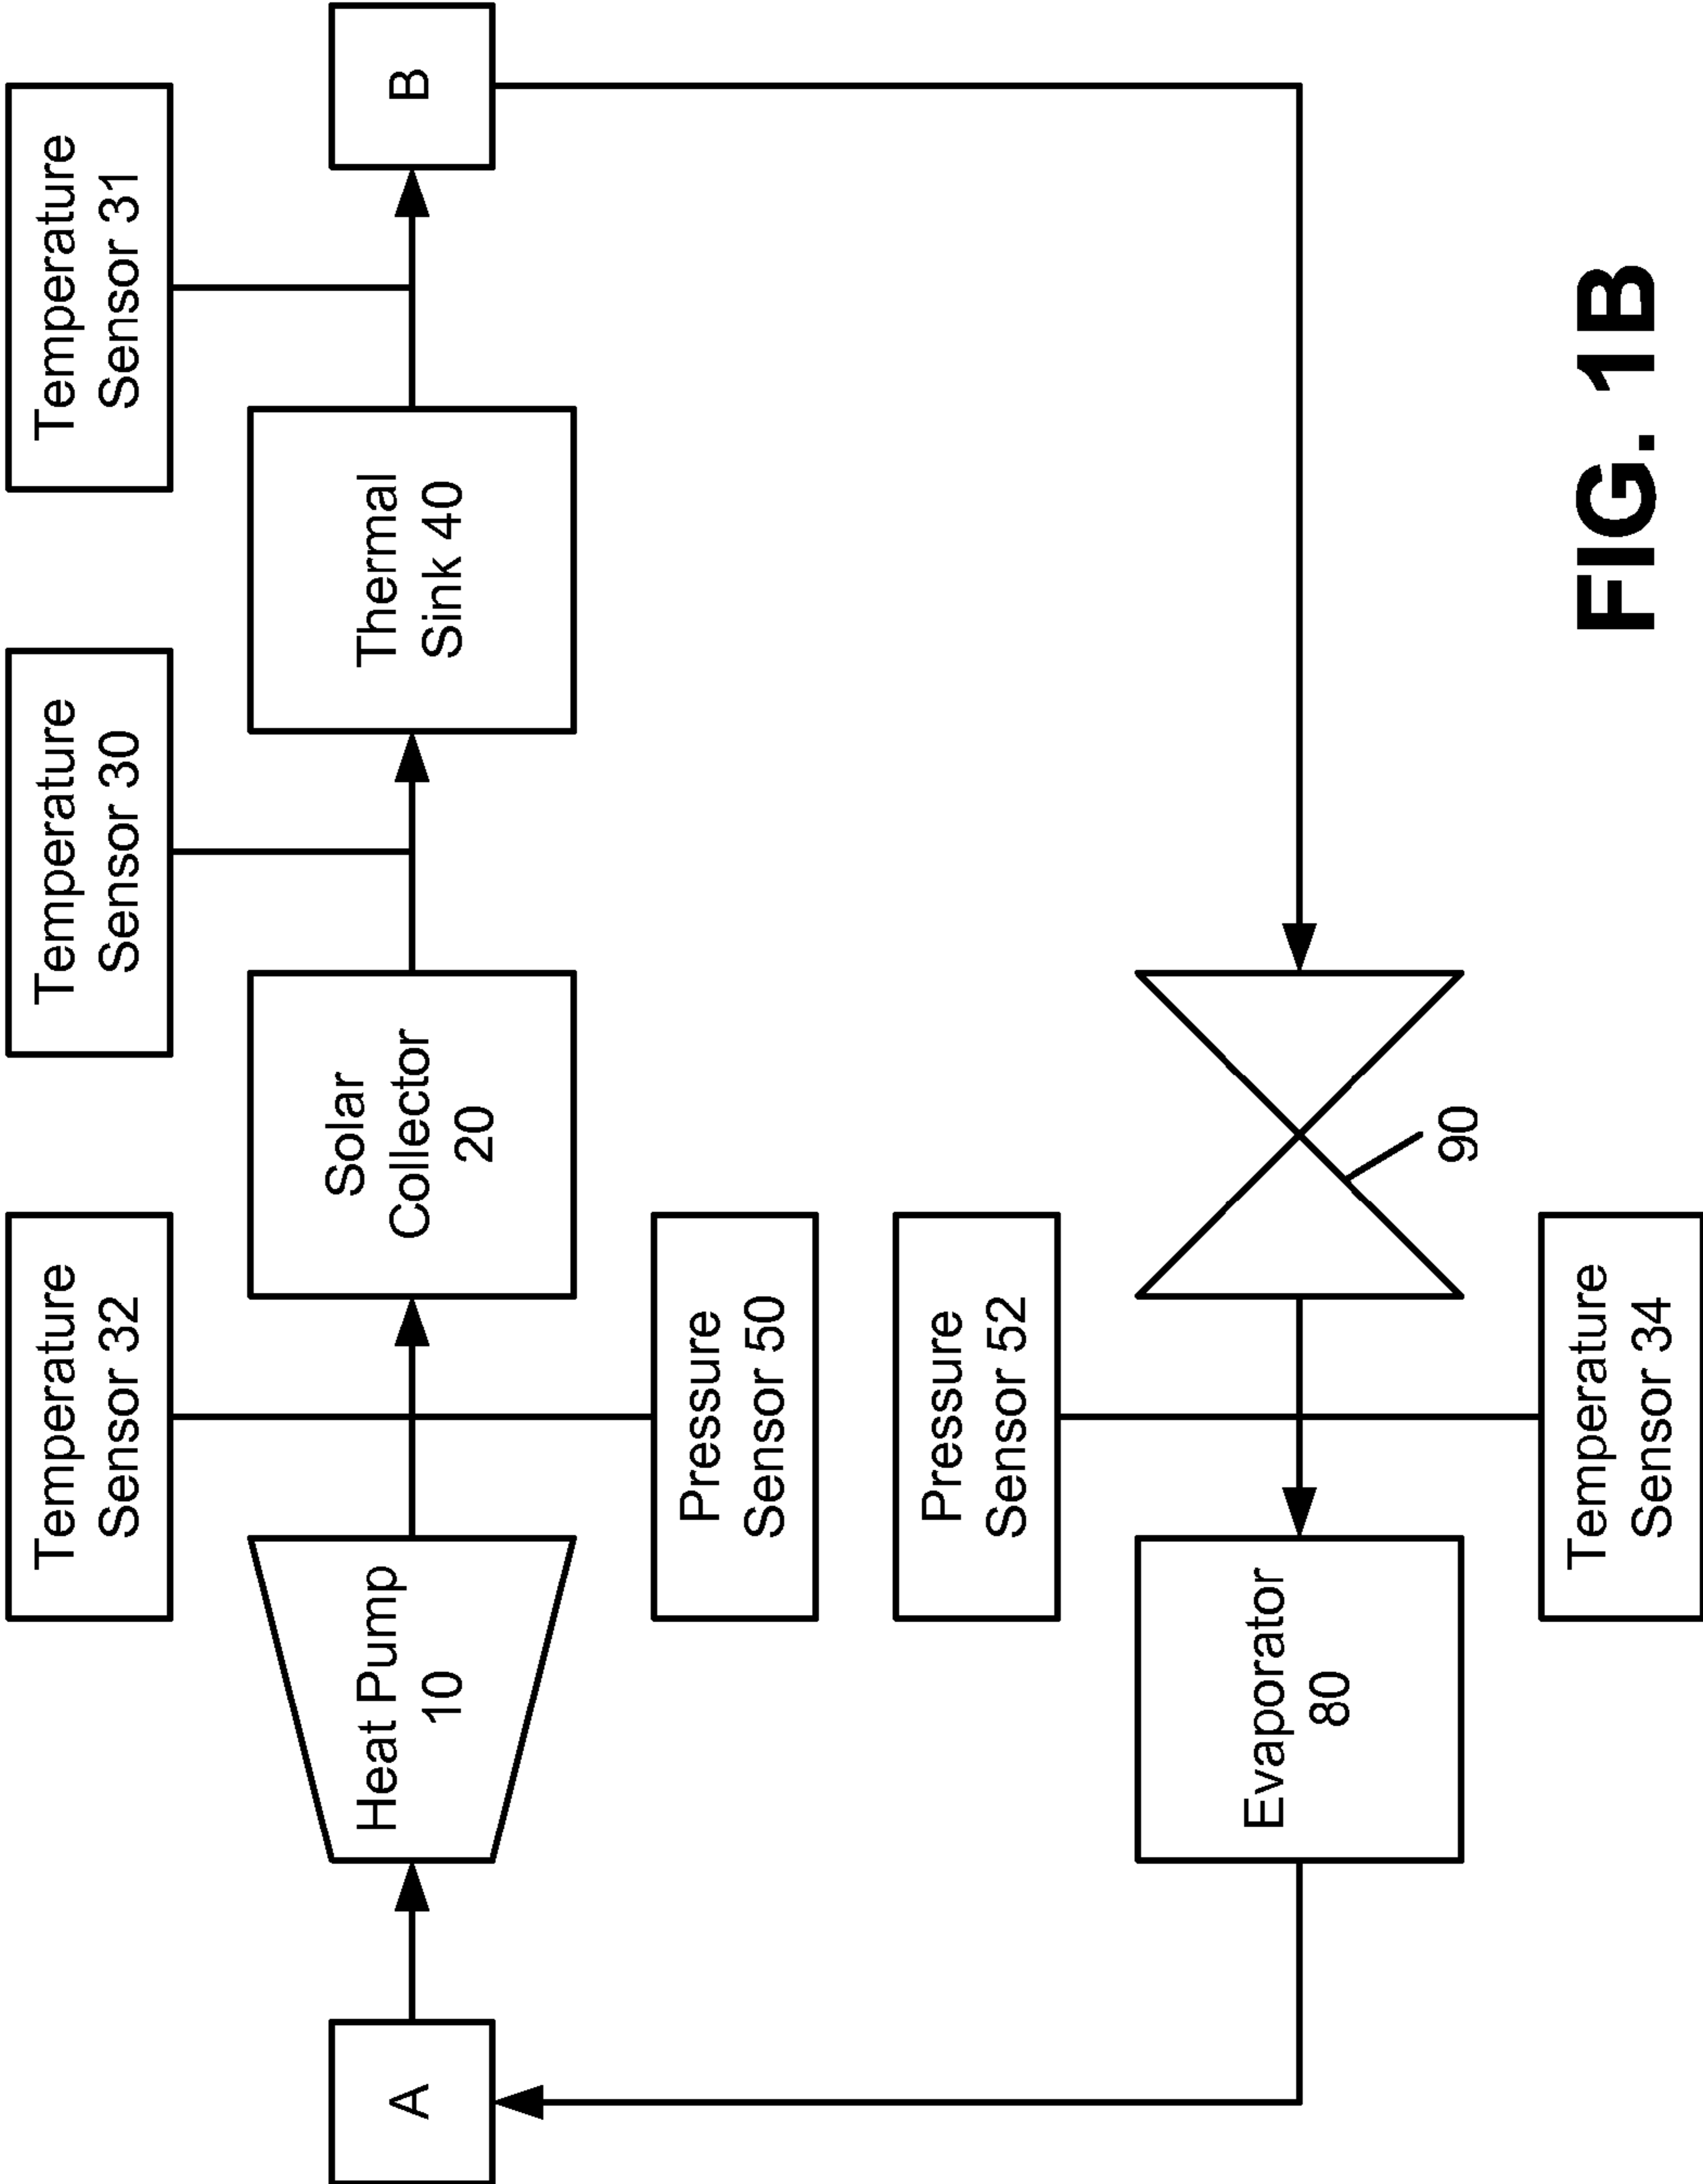 Temperature
Sensor 32
Temperature
Sensor 30
Temperature
Sensor 31
A
Heat Pump
10
Solar
Collector
20
Thermal
Sink 40
B
Pressure
Sensor 50
Pressure
Sensor 52
Evaporator
80
90
Temperature
Sensor 34
FIG. 1B